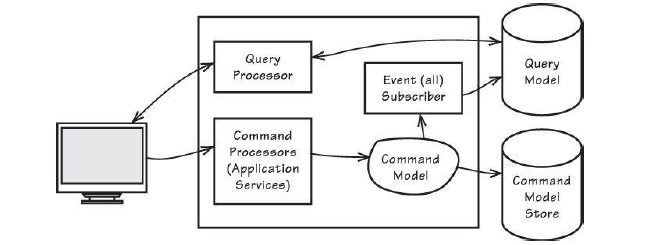 Query
Processor
Event (all)
Subscriber
Query
Model
Command
Processors
(Application
Services)
Command
Model
Command
Model
Store